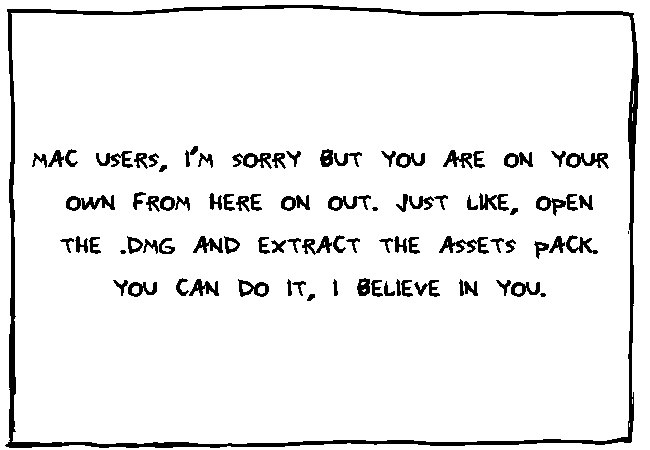 MAC USERS, I'M SORRY BUT YOU ARE ON YOUR
OWN FROM HERE ON OUT. JUST LIKE, OPEN
THE .DMG AND EXTRACT THE ASSETS PACK.
YOU CAN DO IT, I BELIEVE IN YOU.